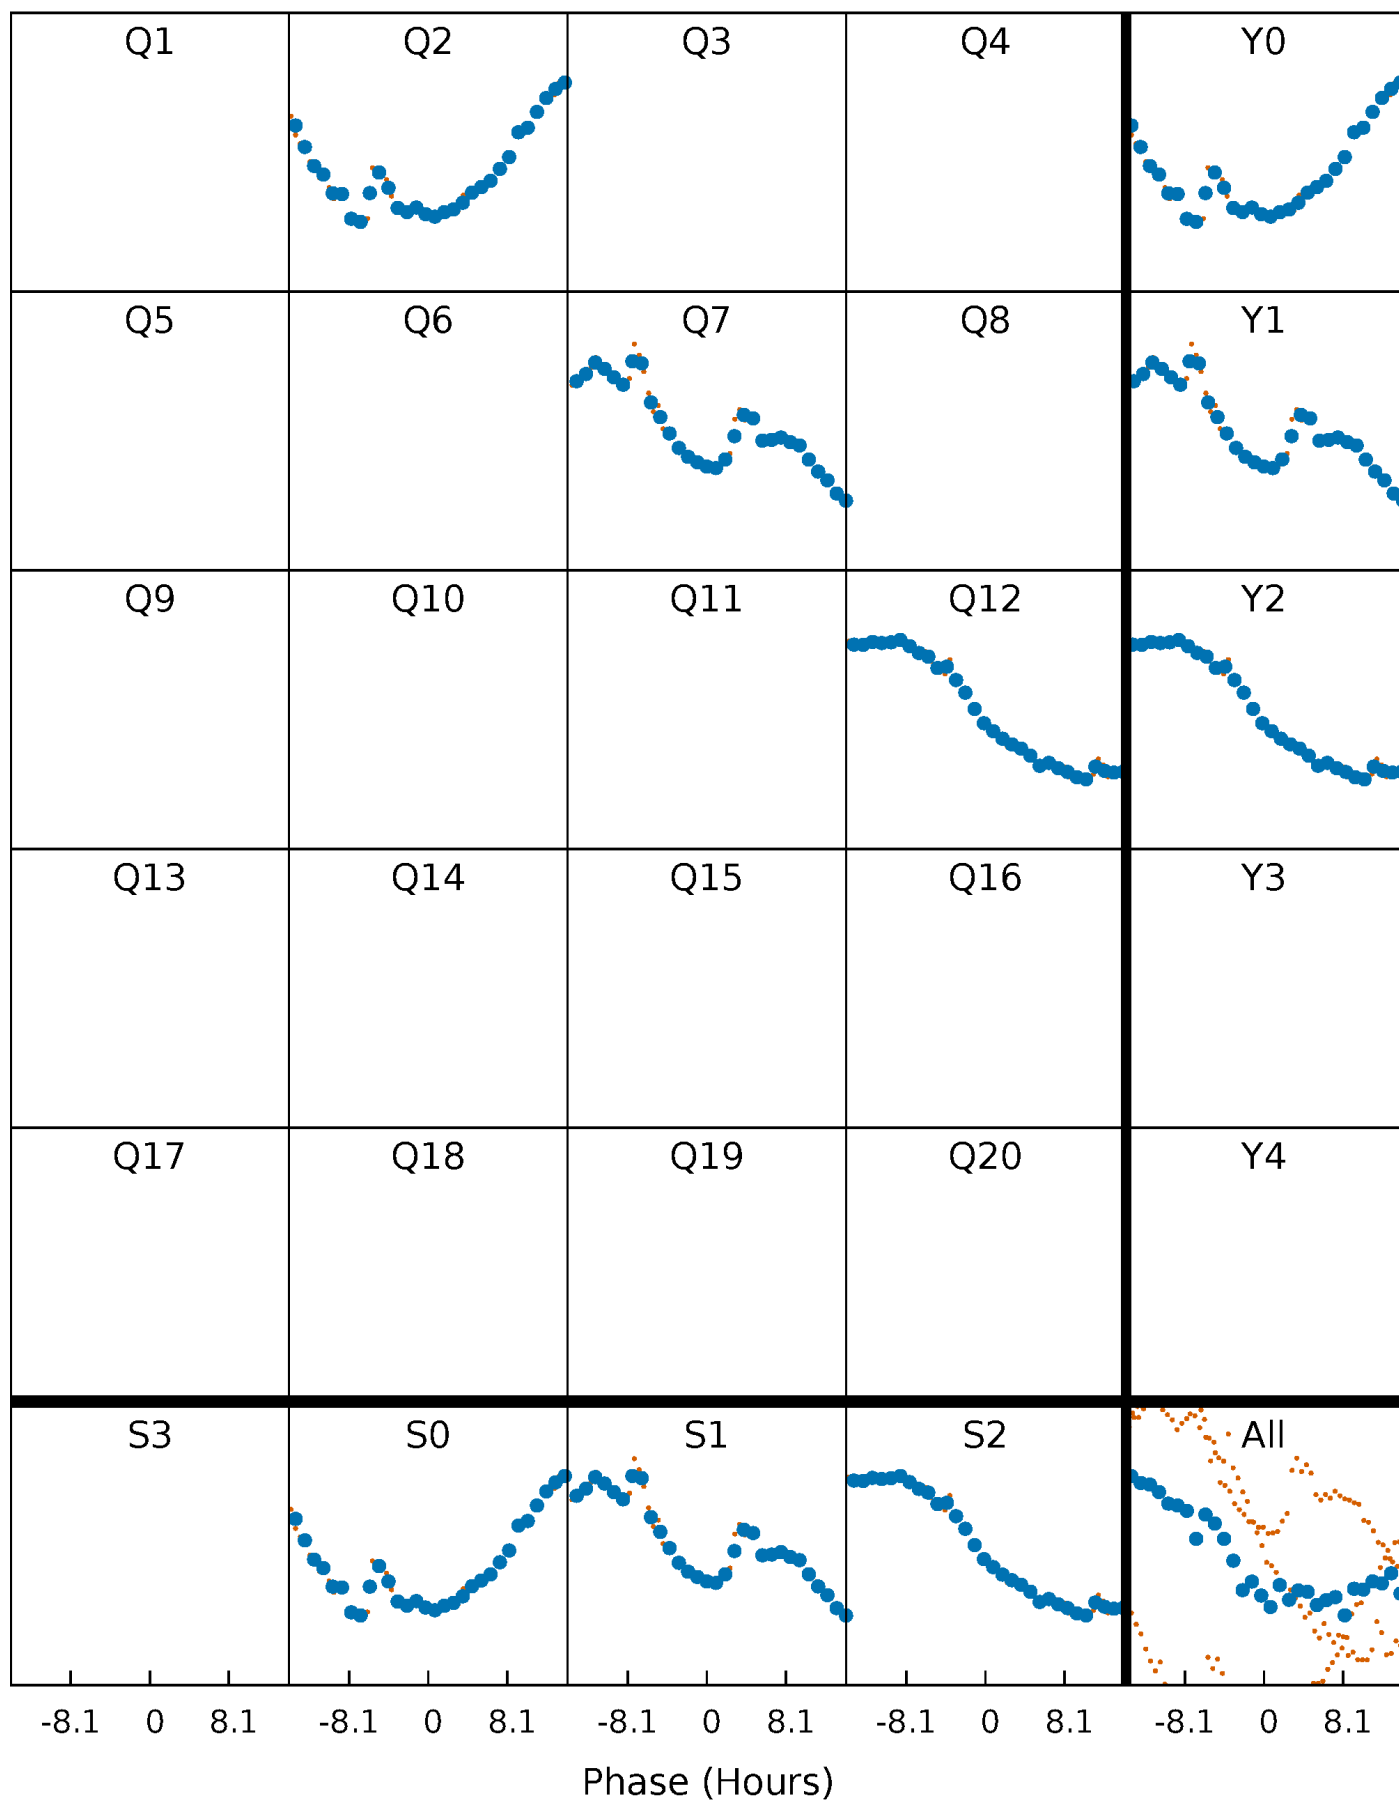 Q1 Q2 Q3 Q4 Y0
Q5 Q6 Q7 Q8 Y1
Q9 Q10 Q11 Q12 Y2
Q13 Q14 Q15 Q16 Y3
Q17 Q18 Q19 Q20 Y4
S3 S0 S1 S2 All
-8.1 0 8.1 -8.1 0 8.1 -8.1 0 8.1 -8.1 0 8.1 -8.1 0 8.1
Phase (Hours)